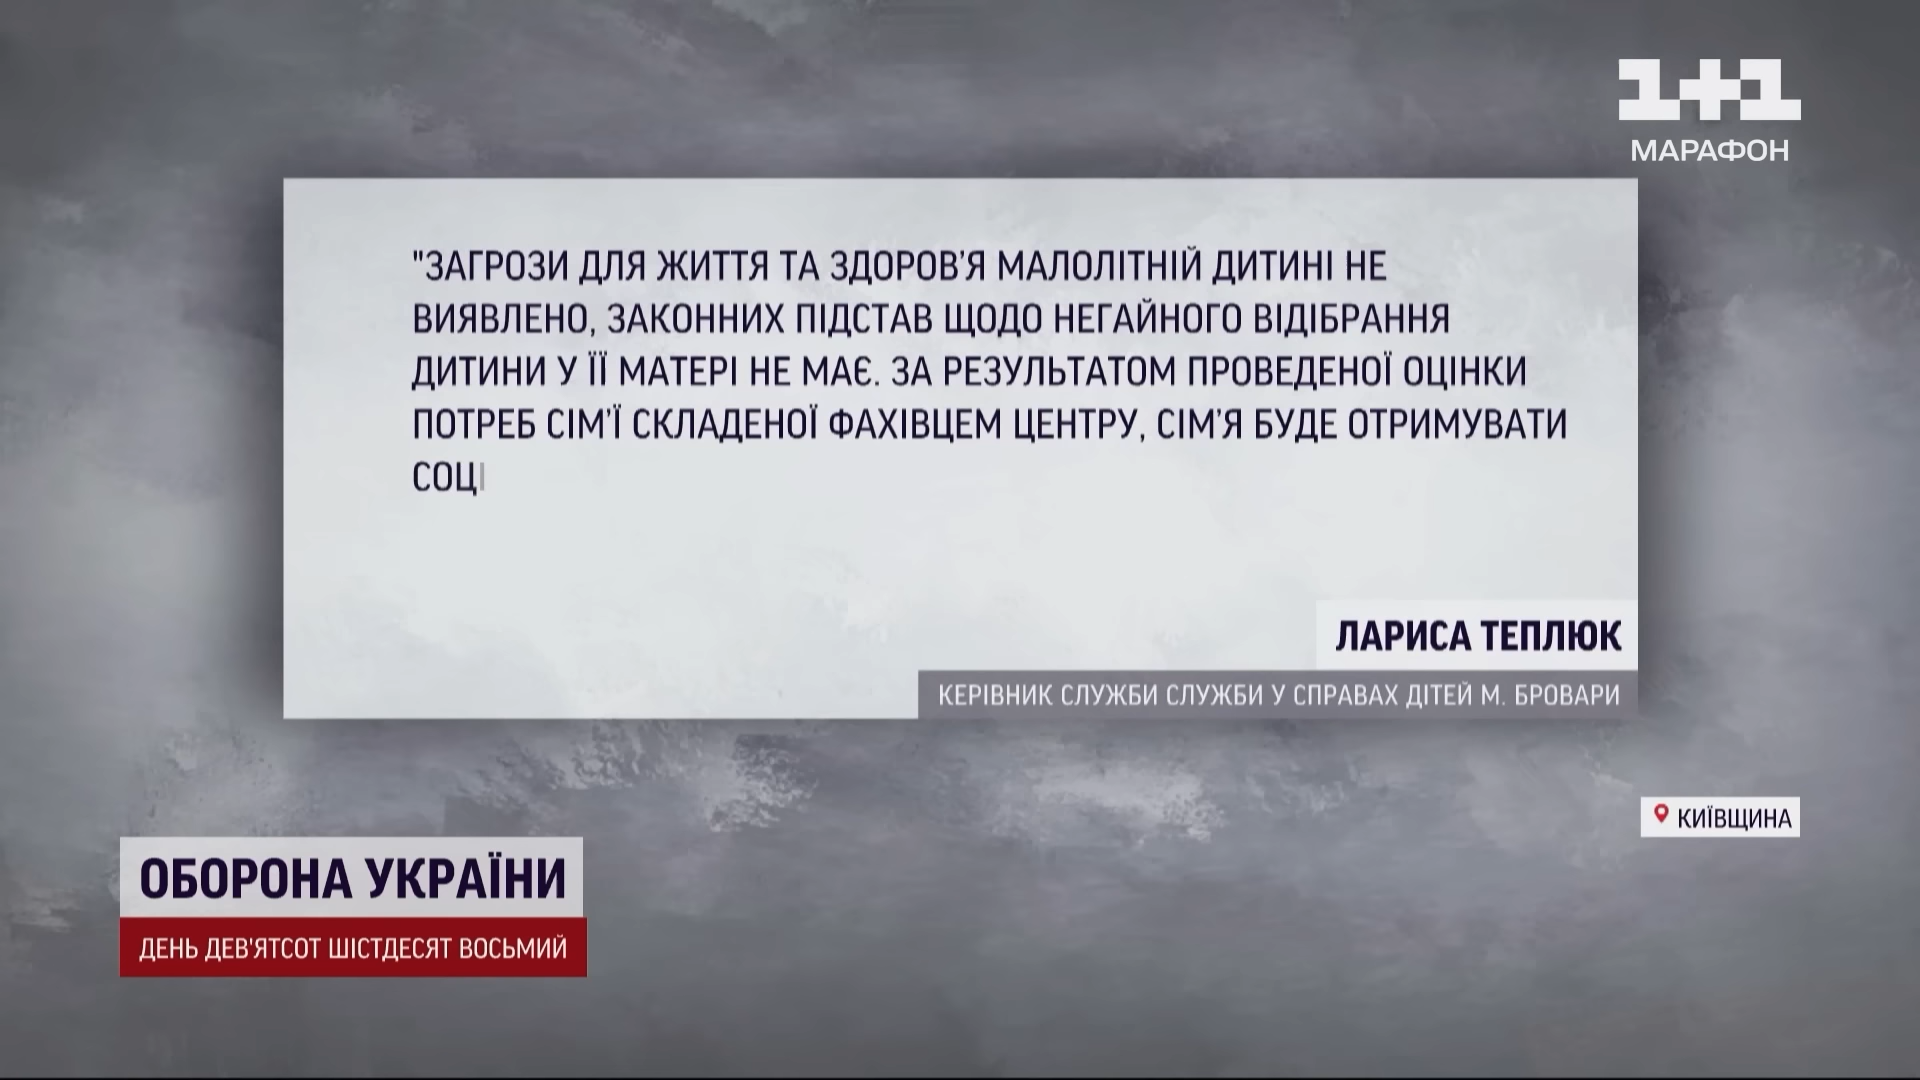 1+1
МАРАФОН
"ЗАГРОЗИ ДЛЯ ЖИТТЯ ТА ЗДОРОВ'Я МАЛОЛІТНІЙ ДИТИНІ НЕ
ВИЯВЛЕНО, ЗАКОННИХ ПІДСТАВ ЩОДО НЕГАЙНОГО ВІДІБРАННЯ
ДИТИНИ У ЇЇ МАТЕРІ НЕ МАЄ. ЗА РЕЗУЛЬТАТОМ ПРОВЕДЕНОЇ ОЦІНКИ
ПОТРЕБ СІМ'Ї СКЛАДЕНОЇ ФАХІВЦЕМ ЦЕНТРУ, СІМ'Я БУДЕ ОТРИМУВАТИ
СОЦІ
ЛАРИСА ТЕПЛЮК
КЕРІВНИК СЛУЖБИ СЛУЖБИ У СПРАВАХ ДІТЕЙ М. БРОВАРИ
КИЇВЩИНА
ОБОРОНА УКРАЇНИ
ДЕНЬ ДЕВ'ЯТСОТ ШІСТДЕСЯТ ВОСЬМИЙ